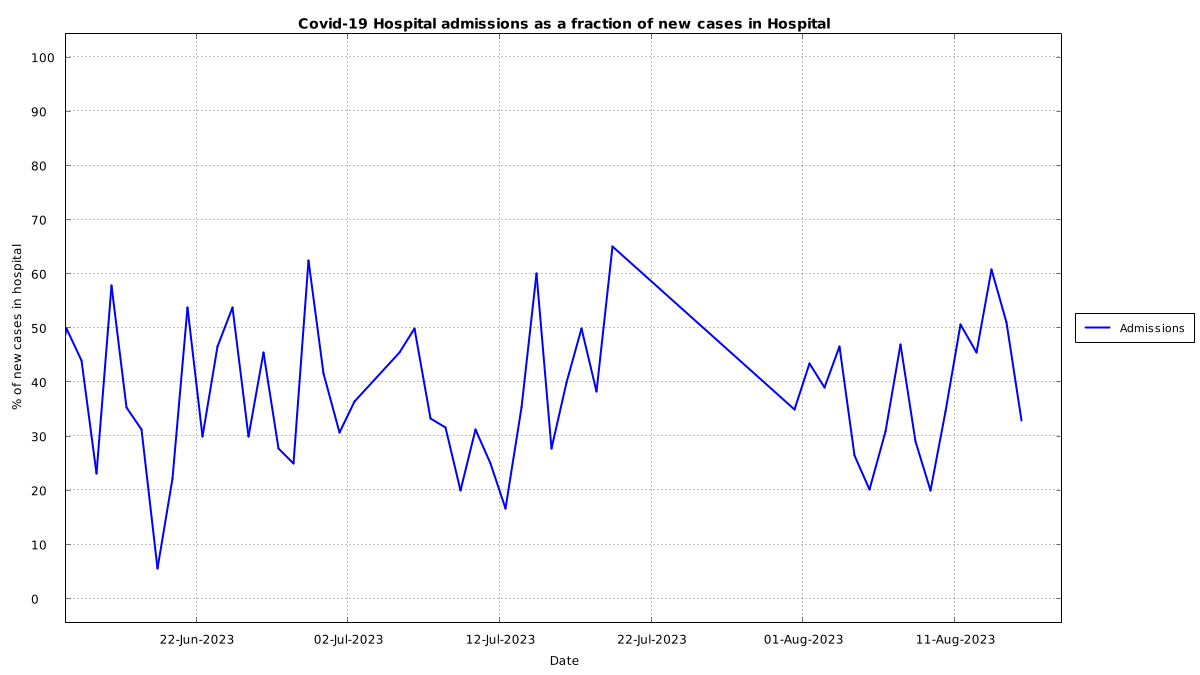 Covid-19 Hospital admissions as a fraction of new cases in Hospital
100
90
80
70
60
50
40
30
20
10
0
% of new cases in hospital
22-Jun-2023 02-Jul-2023 12-Jul-2023 22-Jul-2023 01-Aug-2023 11-Aug-2023
Date
Admissions